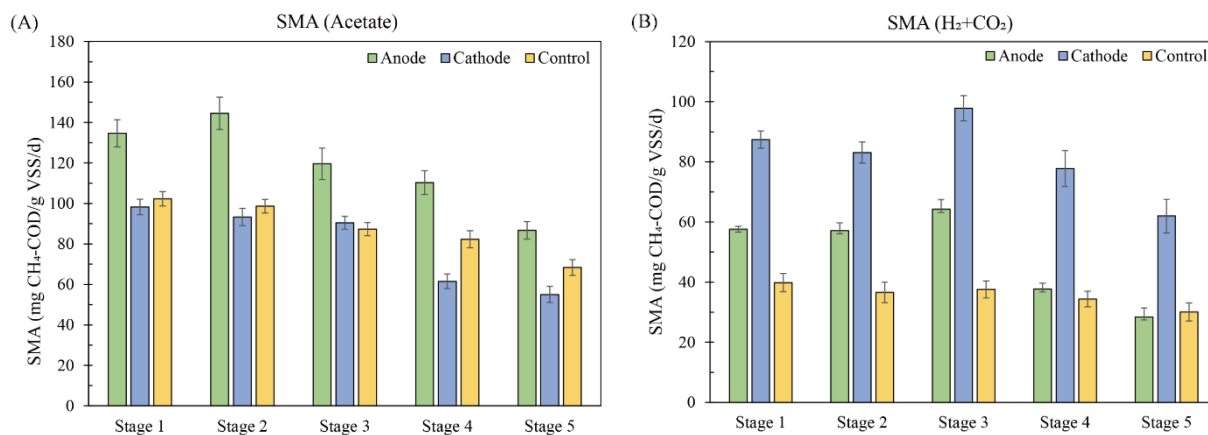 (A)
SMA (Acetate)
SMA (mg CH₄-COD/g VSS/d)
180
160
140
120
100
80
60
40
20
0
Anode Cathode Control
Stage 1 Stage 2 Stage 3 Stage 4 Stage 5
(B)
SMA (H₂+CO₂)
SMA (mg CH₄-COD/g VSS/d)
120
100
80
60
40
20
0
Anode Cathode Control
Stage 1 Stage 2 Stage 3 Stage 4 Stage 5